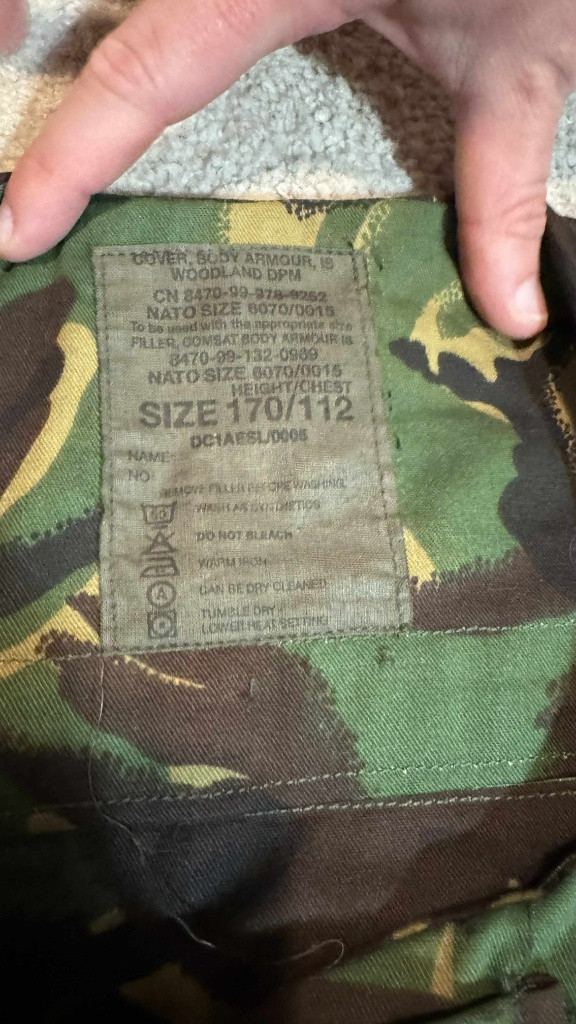 COVER, BODY ARMOUR, IS
WOODLAND DPM
CN 8470-99-978-9252
NATO SIZE 6070/0015
To be used with the appropriate size
FILLER, COMBAT BODY ARMOUR IS
8470-99-132-0989
NATO SIZE 6070/0015
HEIGHT/CHEST
SIZE 170/112
DC1AESL/0005
NAME
NO
REMOVE FILLER BEFORE WASHING
50
WASH AS SYNTHETICS
DO NOT BLEACH
WARM IRON
A
CAN BE DRY CLEANED
TUMBLE DRY
LOWER HEAT SETTING